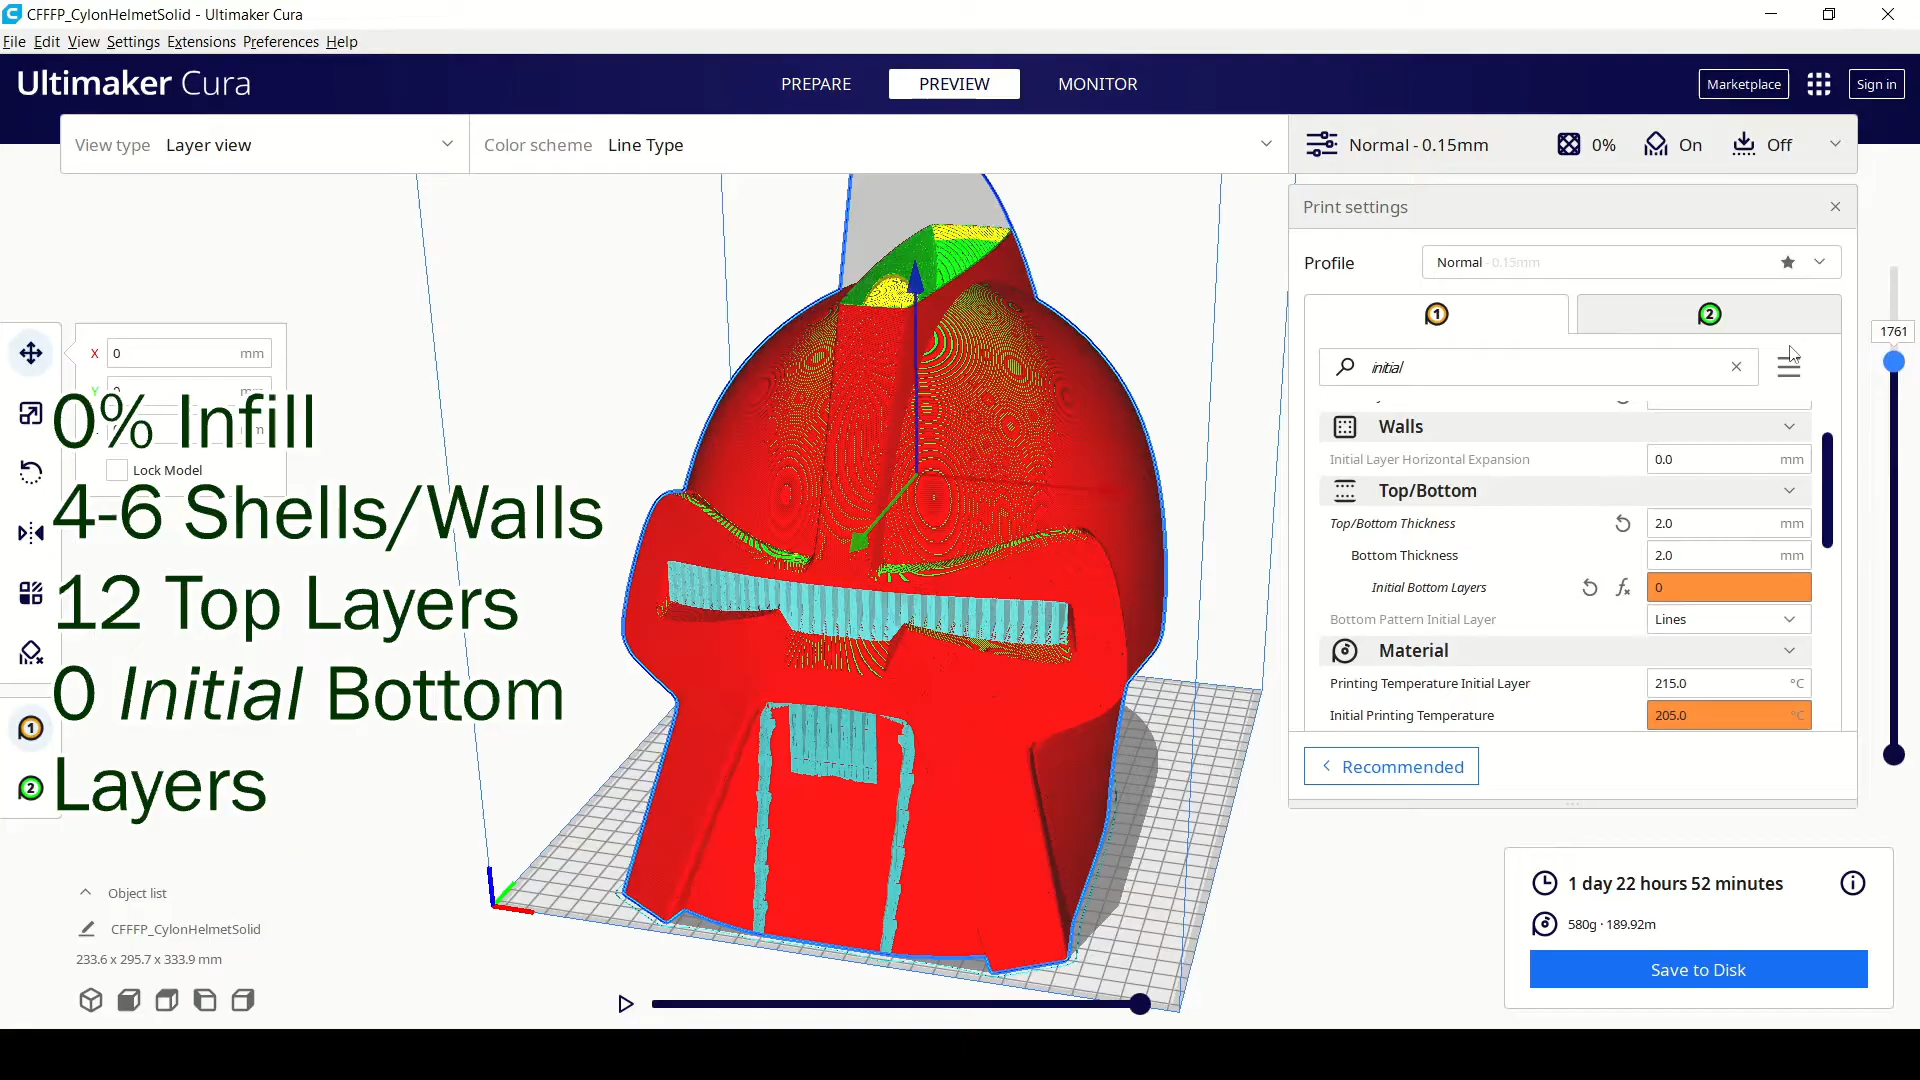 CFFFP_CylonHelmetSolid - Ultimaker Cura
File Edit View Settings Extensions Preferences Help
Ultimaker Cura
PREPARE PREVIEW MONITOR
Marketplace Sign in
View type Layer view
Color scheme Line Type
Normal - 0.15mm 0% On Off
Print settings
Profile Normal - 0.15mm
1 2
initial
1761
X 0 mm
Lock Model
0% Infill
4-6 Shells/Walls
12 Top Layers
0 Initial Bottom
Layers
1
2
Walls
Initial Layer Horizontal Expansion 0.0 mm
Top/Bottom
Top/Bottom Thickness 2.0 mm
Bottom Thickness 2.0 mm
Initial Bottom Layers 0
Bottom Pattern Initial Layer Lines
Material
Printing Temperature Initial Layer 215.0 °C
Initial Printing Temperature 205.0 °C
Recommended
Object list
CFFFP_CylonHelmetSolid
233.6 x 295.7 x 333.9 mm
1 day 22 hours 52 minutes
580g · 189.92m
Save to Disk